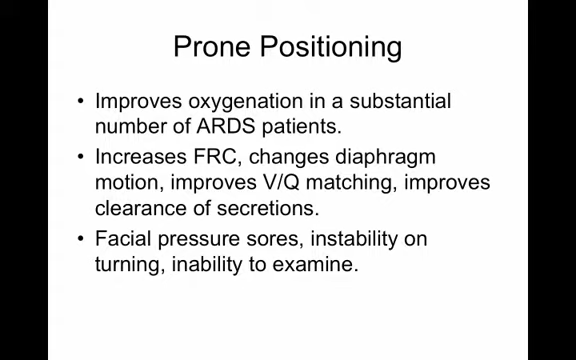 Prone Positioning
• Improves oxygenation in a substantial
number of ARDS patients.
• Increases FRC, changes diaphragm
motion, improves V/Q matching, improves
clearance of secretions.
• Facial pressure sores, instability on
turning, inability to examine.